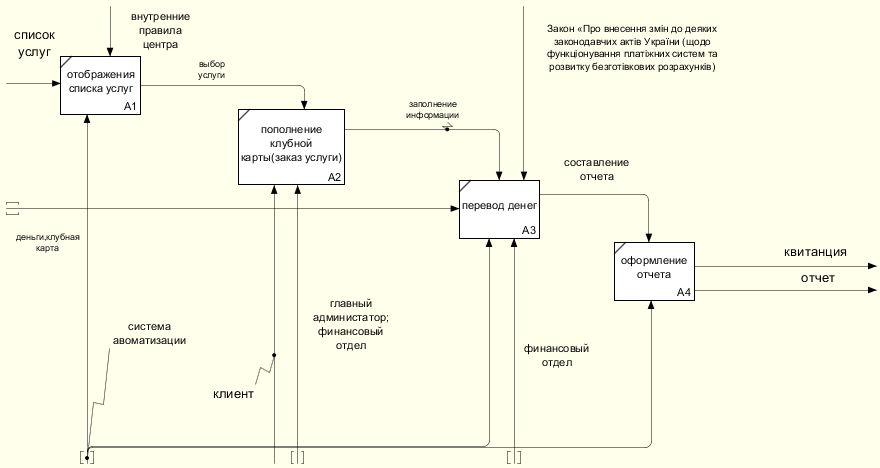 внутренние
правила
центра
список
услуг
Закон «Про внесення змін до деяких
законодавчих актів України (щодо
функціонування платіжних систем та
розвитку безготівкових розрахунків)
отображения
списка услуг
A1
выбор
услуги
заполнение
информации
пополнение
клубной
карты(заказ услуги)
A2
составление
отчета
перевод денег
A3
деньги,клубная
карта
квитанция
оформление
отчета
A4
отчет
главный
администатор;
финансовый
отдел
система
авоматизации
финансовый
отдел
клиент